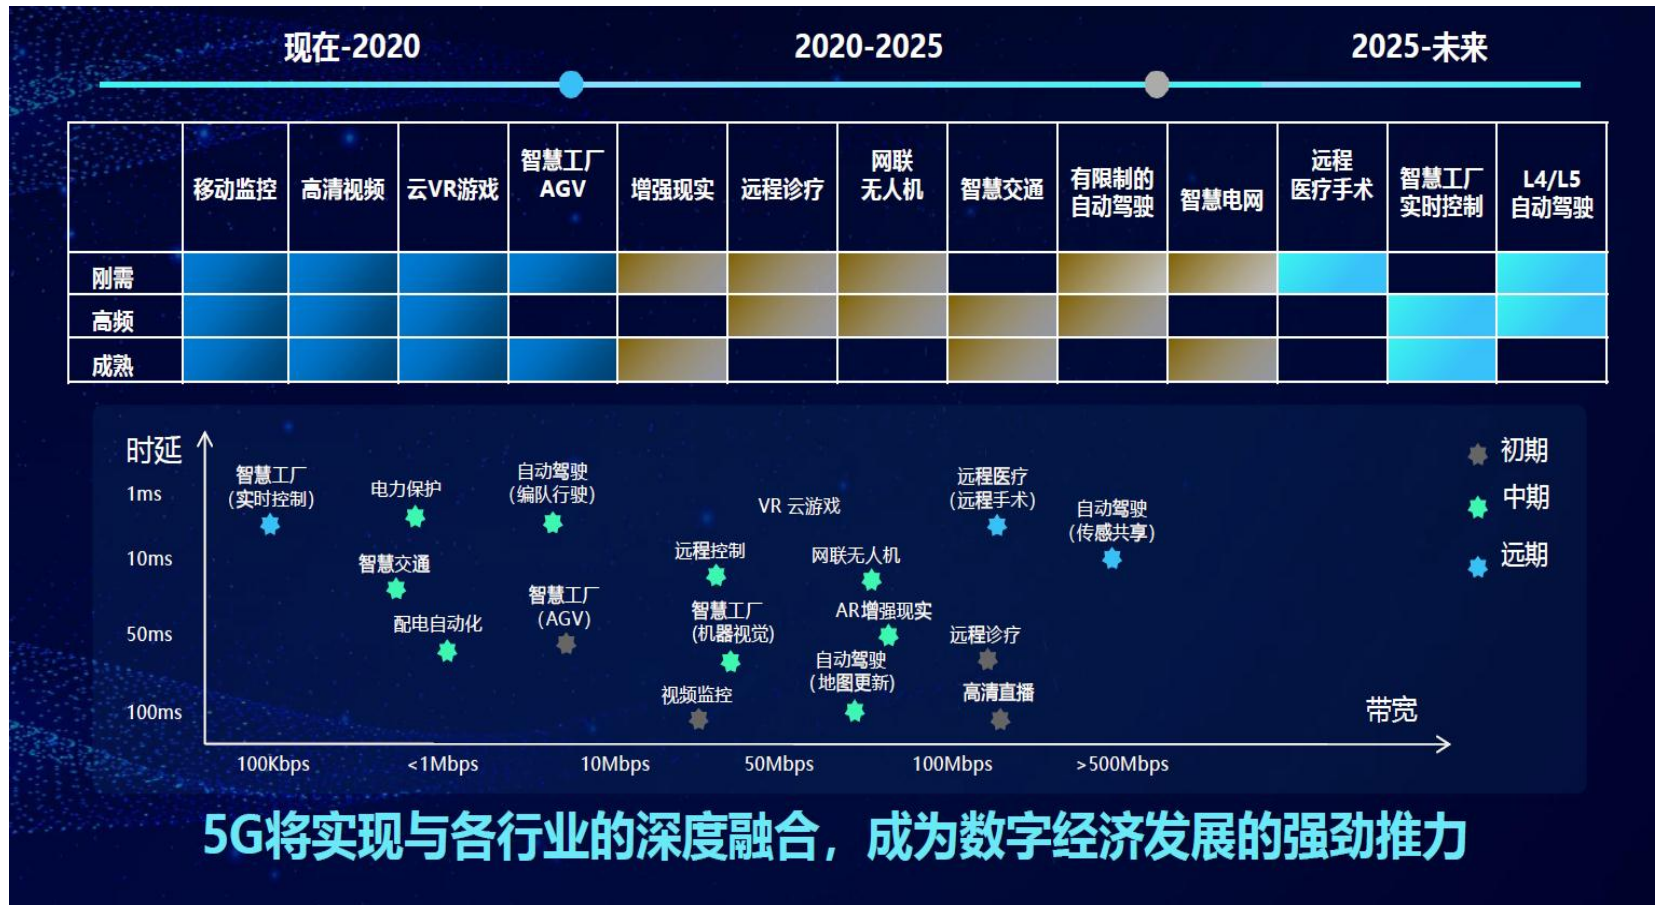 现在-2020
2020-2025
2025-未来
移动监控
高清视频
云VR游戏
智慧工厂
AGV
增强现实
远程诊疗
网联
无人机
智慧交通
有限制的
自动驾驶
智慧电网
远程
医疗手术
智慧工厂
实时控制
L4/L5
自动驾驶
刚需
高频
成熟
时延
1ms
10ms
50ms
100ms
智慧工厂
(实时控制)
电力保护
自动驾驶
(编队行驶)
VR 云游戏
远程医疗
(远程手术)
自动驾驶
(传感共享)
智慧交通
远程控制
网联无人机
配电自动化
智慧工厂
(AGV)
智慧工厂
(机器视觉)
AR增强现实
远程诊疗
自动驾驶
(地图更新)
视频监控
高清直播
初期
中期
远期
带宽
100Kbps
<1Mbps
10Mbps
50Mbps
100Mbps
>500Mbps
5G将实现与各行业的深度融合，成为数字经济发展的强劲推力